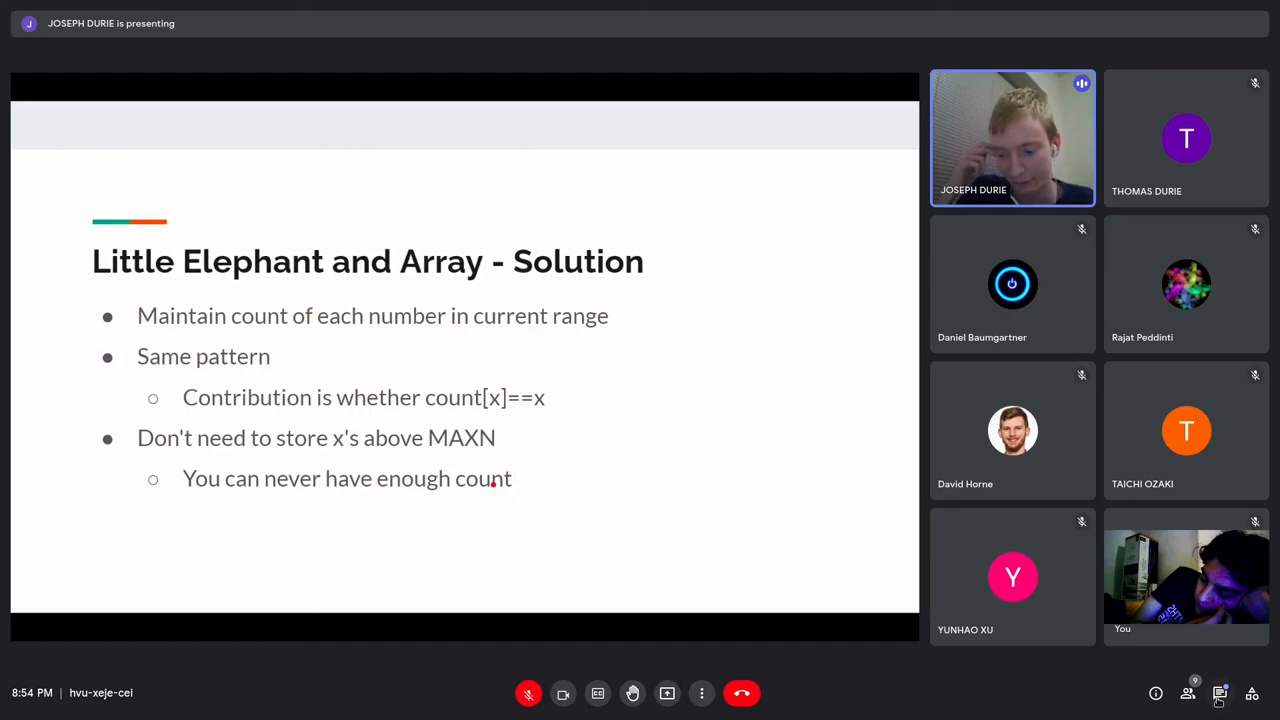 J
JOSEPH DURIE is presenting
Little Elephant and Array - Solution
● Maintain count of each number in current range
● Same pattern
○ Contribution is whether count[x]==x
● Don't need to store x's above MAXN
○ You can never have enough count
JOSEPH DURIE
T
THOMAS DURIE
Daniel Baumgartner
Rajat Peddinti
David Horne
T
TAICHI OZAKI
Y
YUNHAO XU
You
8:54 PM | hvu-xeje-cei
9